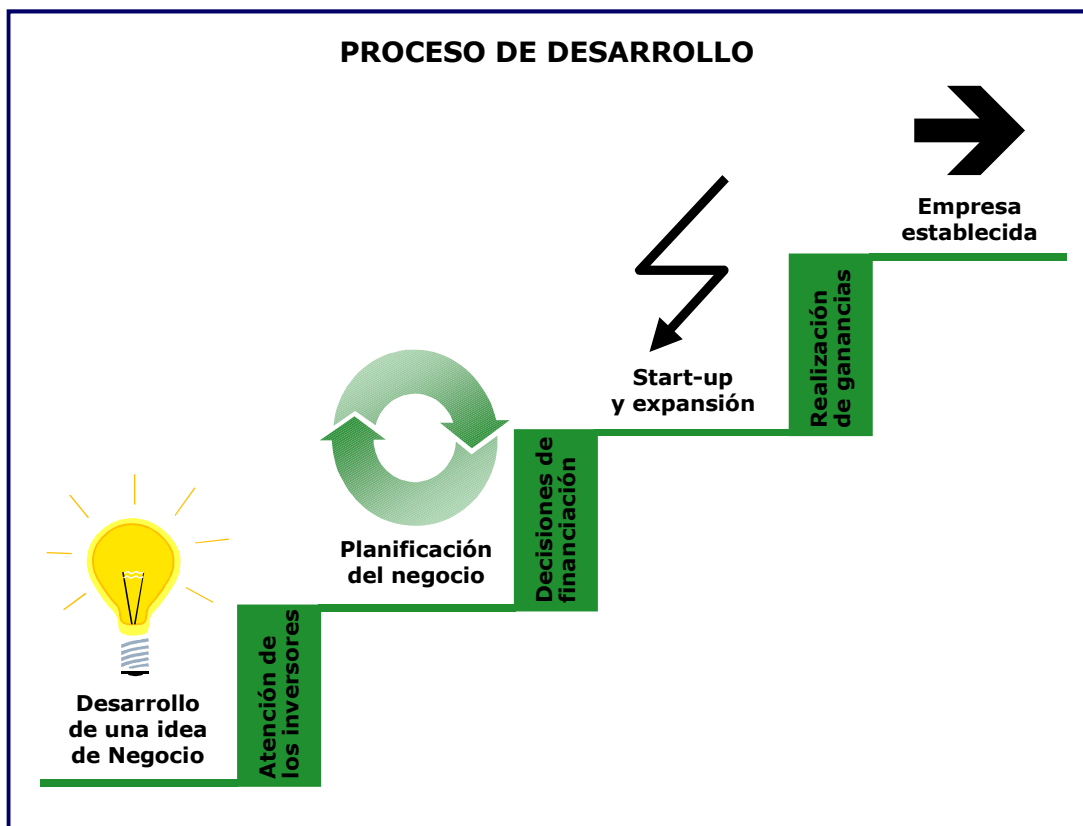 PROCESO DE DESARROLLO
Desarrollo
de una idea
de Negocio
Atención de
los inversores
Planificación
del negocio
Decisiones de
financiación
Start-up
y expansión
Realización
de ganancias
Empresa
establecida